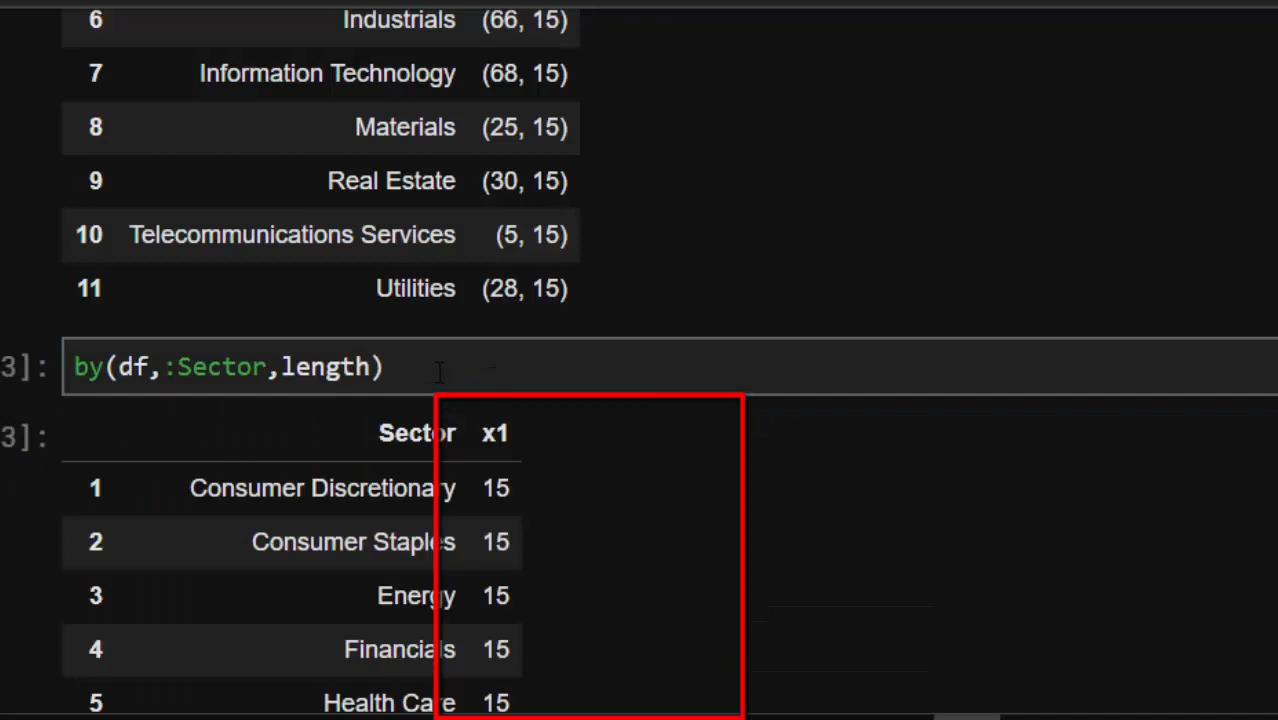 6 Industrials (66, 15)
7 Information Technology (68, 15)
8 Materials (25, 15)
9 Real Estate (30, 15)
10 Telecommunications Services (5, 15)
11 Utilities (28, 15)
3]: by(df,:Sector,length)
3]: Sector x1
1 Consumer Discretionary 15
2 Consumer Staples 15
3 Energy 15
4 Financials 15
5 Health Care 15